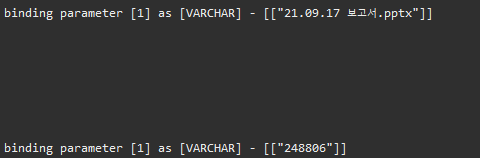 binding parameter [1] as [VARCHAR] - [["21.09.17 보고서.pptx"]]
binding parameter [1] as [VARCHAR] - [["248806"]]